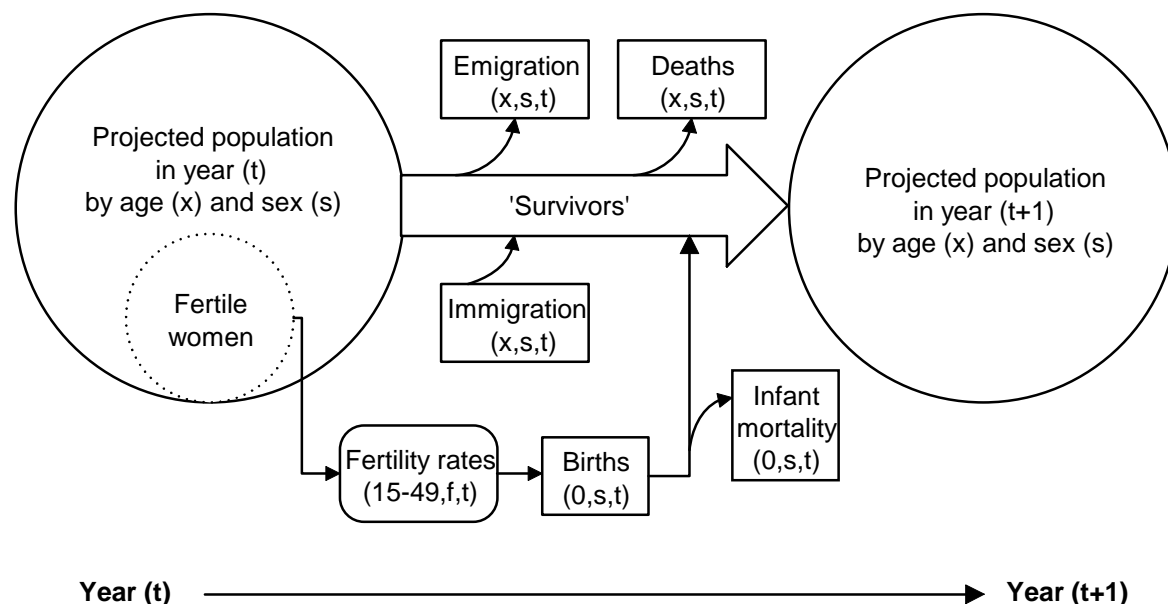 Projected population
in year (t)
by age (x) and sex (s)
Fertile
women
Emigration
(x,s,t)
Deaths
(x,s,t)
'Survivors'
Immigration
(x,s,t)
Fertility rates
(15-49,f,t)
Births
(0,s,t)
Infant
mortality
(0,s,t)
Projected population
in year (t+1)
by age (x) and sex (s)
Year (t)
Year (t+1)